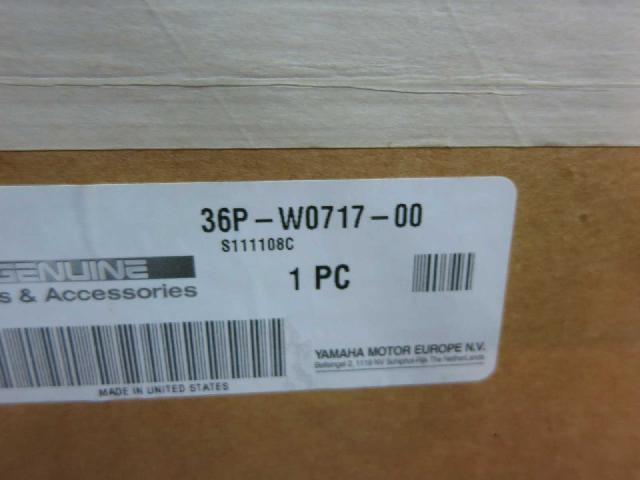 36P-W0717-00
S111108C
GENUINE
s & Accessories
1 PC
YAMAHA MOTOR EUROPE N.V.
MADE IN UNITED STATES